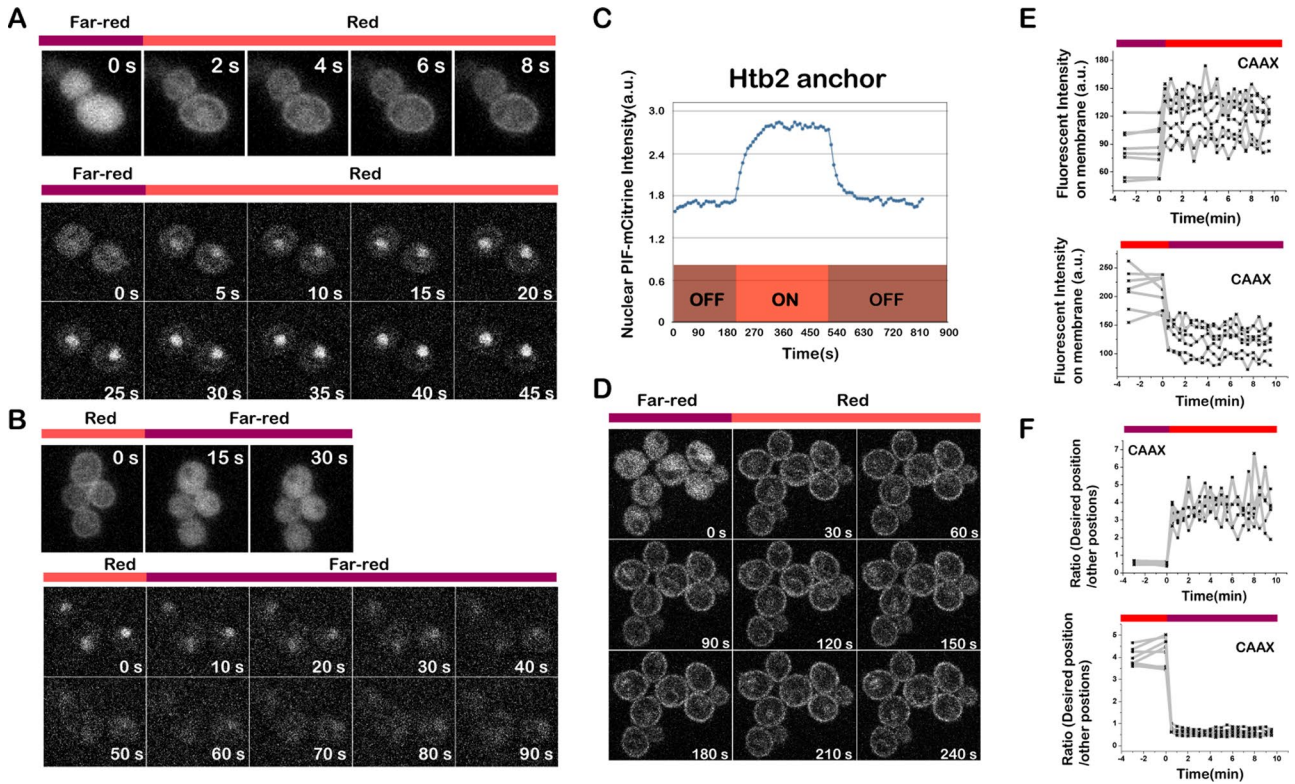 A
Far-red Red
0 s 2 s 4 s 6 s 8 s
Far-red Red
0 s 5 s 10 s 15 s 20 s
25 s 30 s 35 s 40 s 45 s
B
Red Far-red
0 s 15 s 30 s
Red Far-red
0 s 10 s 20 s 30 s 40 s
50 s 60 s 70 s 80 s 90 s
C
Htb2 anchor
Nuclear PIF-mCitrine Intensity(a.u.)
3.0
2.4
1.8
1.2
0.6
0
OFF ON OFF
0 90 180 270 360 450 540 630 720 810 900
Time(s)
D
Far-red Red
0 s 30 s 60 s
90 s 120 s 150 s
180 s 210 s 240 s
E
CAAX
Fluorescent Intensity
on membrane (a.u.)
180
150
120
90
60
-4 -2 0 2 4 6 8 10
Time(min)
CAAX
Fluorescent Intensity
on membrane (a.u.)
250
200
150
100
-4 -2 0 2 4 6 8 10
Time(min)
F
CAAX
Ratio (Desired position
/other postions)
7
6
5
4
3
2
1
0
-4 -2 0 2 4 6 8 10
Time(min)
CAAX
Ratio (Desired position
/other positions)
5
4
3
2
1
0
-4 -2 0 2 4 6 8 10
Time(min)